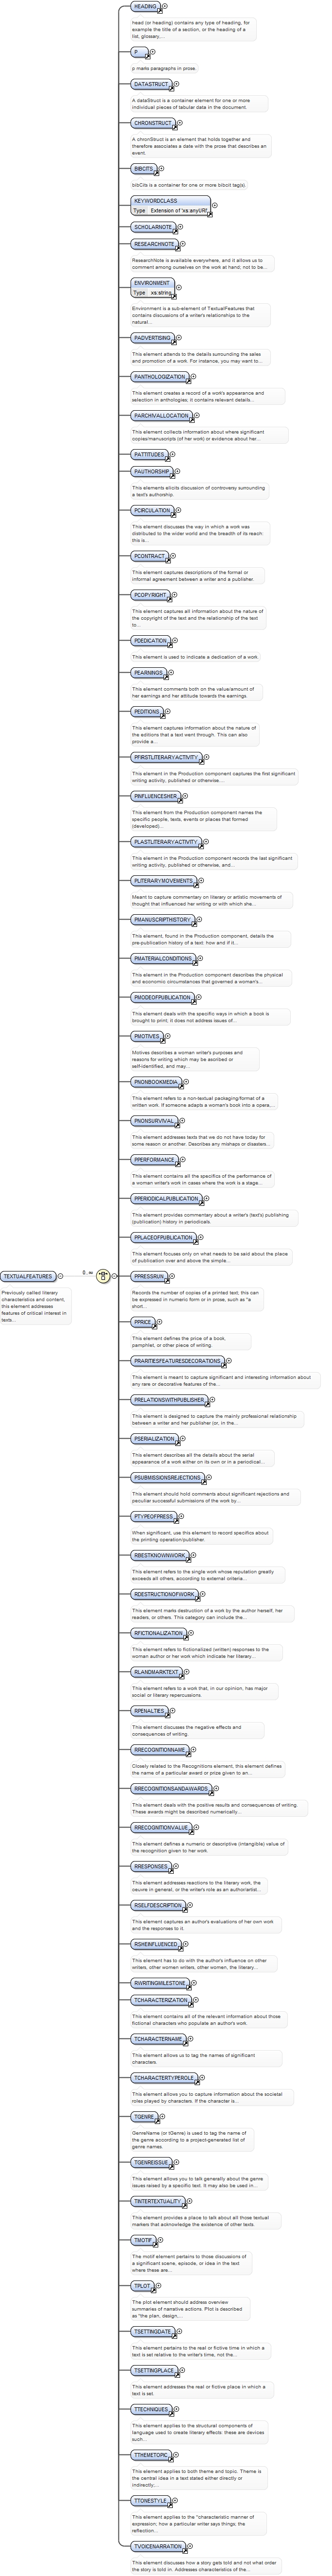 HEADING
head (or heading) contains any type of heading, for
example the title of a section, or the heading of a
list, glossary,...
P
p marks paragraphs in prose.
DATASTRUCT
A dataStruct is a container element for one or more
individual pieces of tabular data in the document.
CHRONSTRUCT
A chronStruct is an element that holds together and
therefore associates a date with the prose that describes an
event.
BIBCITS
bibCits is a container for one or more bibcit tag(s).
KEYWORDCLASS
Type Extension of 'xs:anyURI'
SCHOLARNOTE
RESEARCHNOTE
ResearchNote is available everywhere, and it allows us to
comment among ourselves on the work at hand; not to be...
ENVIRONMENT
Type xs:string
Environment is a sub-element of TextualFeatures that
contains discussions of a writer's relationships to the
natural...
PADVERTISING
This element attends to the details surrounding the sales
and promotion of a work. For instance, you may want to...
PANTHOLOGIZATION
This element creates a record of a work's appearance and
selection in anthologies; it contains relevant details...
PARCHIVALLOCATION
This element collects information about where significant
copies/manuscripts (of her work) or evidence about her...
PATTITUDES
PAUTHORSHIP
This elements elicits discussion of controversy surrounding
a text's authorship.
PCIRCULATION
This element discusses the way in which a work was
distributed to the wider world and the breadth of its reach:
this is...
PCONTRACT
This element captures descriptions of the formal or
informal agreement between a writer and a publisher.
PCOPYRIGHT
This element captures all information about the nature of
the copyright of the text and the relationship of the text
to...
PDEDICATION
This element is used to indicate a dedication of a work.
PEARNINGS
This element comments both on the value/amount of
her earnings and her attitude towards the earnings.
PEDITIONS
This element captures information about the nature of
the editions that a text went through. This can also
provide a...
PFIRSTLITERARYACTIVITY
This element in the Production component captures the first significant
writing activity, published or otherwise...
PINFLUENCESHER
This element from the Production component names the
specific people, texts, events or places that formed
(developed)...
PLASTLITERARYACTIVITY
This element in the Production component records the last significant
writing activity, published or otherwise, and...
PLITERARYMOVEMENTS
Meant to capture commentary on literary or artistic movements of
thought that influenced her writing or with which she...
PMANUSCRIPTHISTORY
This element, found in the Production component, details the
pre-publication history of a text: how and if it...
PMATERIALCONDITIONS
This element in the Production component describes the physical
and economic circumstances that governed a woman's...
PMODEOFPUBLICATION
This element deals with the specific ways in which a book is
brought to print; it does not address issues of...
PMOTIVES
Motives describes a woman writer's purposes and
reasons for writing which may be ascribed or
self-identified, and may...
PNONBOOKMEDIA
This element refers to a non-textual packaging/format of a
written work. If someone adapts a woman's book into a opera,...
PNONSURVIVAL
This element addresses texts that we do not have today for
some reason or another. Describes any mishaps or disasters...
PPERFORMANCE
This element contains all the specifics of the performance of
a woman writer's work in cases where the work is a stage...
PPERIODICALPUBLICATION
This element provides commentary about a writer's (text's) publishing
(publication) history in periodicals.
PPLACEOFPUBLICATION
This element focuses only on what needs to be said about the place
of publication over and above the simple...
TEXTUALFEATURES
0..∞
Previously called literary
characteristics and content,
this element addresses
features of critical interest in
texts...
PPRESSRUN
Records the number of copies of a printed text; this can
be expressed in numeric form or in prose, such as "a
short...
PPRICE
This element defines the price of a book,
pamphlet, or other piece of writing.
PRARITIESFEATURESDECORATIONS
This element is meant to capture significant and interesting information about
any rare or decorative features of the...
PRELATIONSWITHPUBLISHER
This element is designed to capture the mainly professional relationship
between a writer and her publisher (or, in the...
PSERIALIZATION
This element describes all the details about the serial
appearance of a work either on its own or in a periodical...
PSUBMISSIONSREJECTIONS
This element should hold comments about significant rejections and
peculiar successful submissions of the work by...
PTYPEOFPRESS
When significant, use this element to record specifics about
the printing operation/publisher.
RBESTKNOWNWORK
This element refers to the single work whose reputation greatly
exceeds all others, according to external criteria...
RDESTRUCTIONOFWORK
This element marks destruction of a work by the author herself, her
readers, or others. This category can include the...
RFICTIONALIZATION
This element refers to fictionalized (written) responses to the
woman author or her work which indicate her literary...
RLANDMARKTEXT
This element refers to a work that, in our opinion, has major
social or literary repercussions.
RPENALTIES
This element discusses the negative effects and
consequences of writing.
RRECOGNITIONNAME
Closely related to the Recognitions element, this element defines
the name of a particular award or prize given to an...
RRECOGNITIONSANDAWARDS
This element deals with the positive results and consequences of writing.
These awards might be described numerically...
RRECOGNITIONVALUE
This element defines a numeric or descriptive (intangible) value of
the recognition given to her work.
RRESPONSES
This element addresses reactions to the literary work, the
oeuvre in general, or the writer's role as an author/artist...
RSELFDESCRIPTION
This element captures an author's evaluations of her own work
and the responses to it.
RSHEINFLUENCED
This element has to do with the author's influence on other
writers, other women writers, other women, the literary...
RWRITINGMILESTONE
TCHARACTERIZATION
This element contains all of the relevant information about those
fictional characters who populate an author's work.
TCHARACTERNAME
This element allows us to tag the names of significant
characters.
TCHARACTERTYPEROLE
This element allows you to capture information about the societal
roles played by characters. If the character is...
TGENRE
GenreName (or tGenre) is used to tag the name of
the genre according to a project-generated list of
genre names.
TGENREISSUE
This element allows you to talk generally about the genre
issues raised by a specific text. It may also be used in...
TINTERTEXTUALITY
This element provides a place to talk about all those textual
markers that acknowledge the existence of other texts.
TMOTIF
The motif element pertains to those discussions of
a significant scene, episode, or idea in the text
where these are...
TPLOT
The plot element should address overview
summaries of narrative actions. Plot is described
as "the plan, design,...
TSETTINGDATE
This element pertains to the real or fictive time in which a
text is set relative to the writer's time, not the...
TSETTINGPLACE
This element addresses the real or fictive place in which a
text is set.
TTECHNIQUES
This element applies to the structural components of
language used to create literary effects: these are devices
such...
TTHEMETOPIC
This element applies to both theme and topic. Theme is
the central idea in a text stated either directly or
indirectly;...
TTONESTYLE
This element applies to the "characteristic manner of
expression, how a particular writer says things; the
reflection...
TVOICENARRATION
This element discusses how a story gets told and not what order
the story is told in. Addresses characteristics of the...